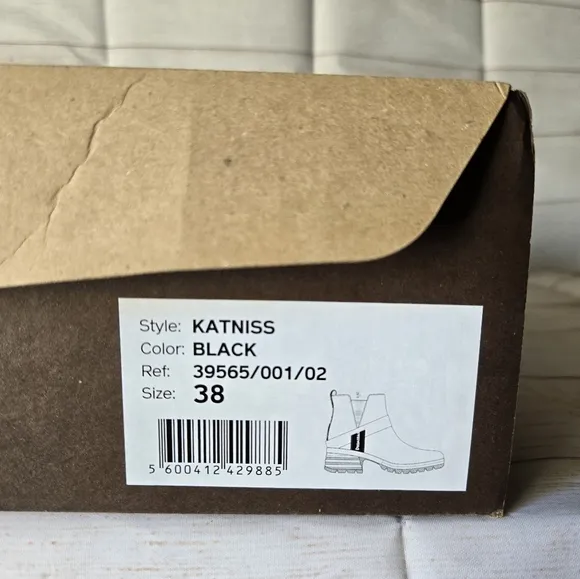 Style: KATNISS
Color: BLACK
Ref: 39565/001/02
Size: 38
5 600412 429885